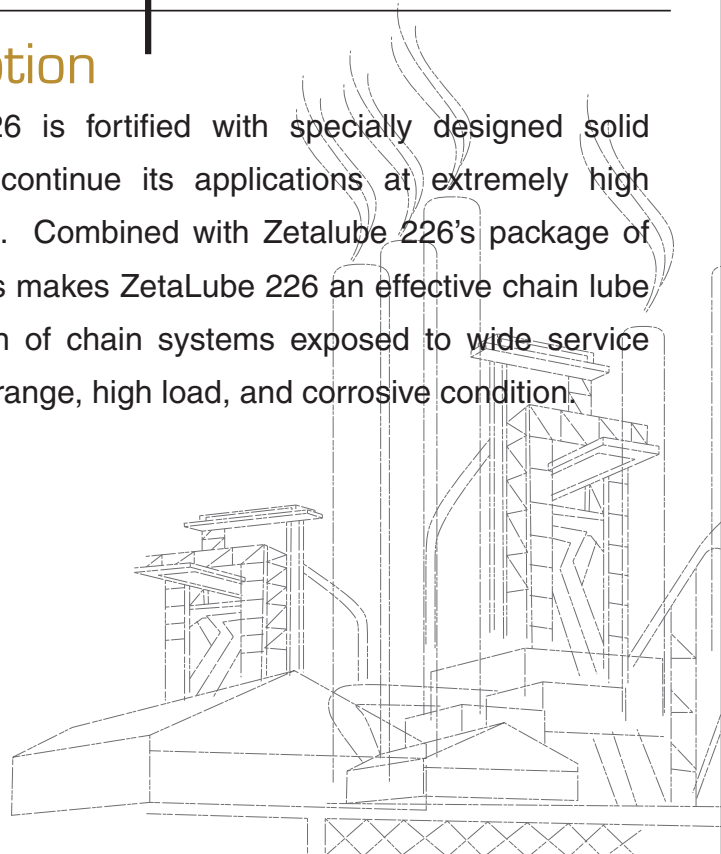 ption
26 is fortified with specially designed solid
continue its applications at extremely high
. Combined with Zetalube 226's package of
s makes ZetaLube 226 an effective chain lube
n of chain systems exposed to wide service
range, high load, and corrosive condition.